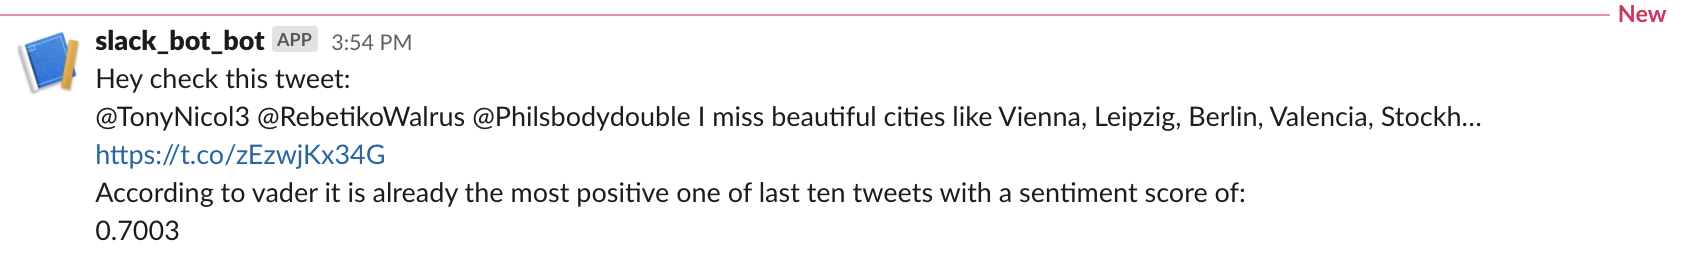 New
slack_bot_bot APP 3:54 PM
Hey check this tweet:
@TonyNicol3 @RebetikoWalrus @Philsbodydouble I miss beautiful cities like Vienna, Leipzig, Berlin, Valencia, Stockh...
https://t.co/zEzwjKx34G
According to vader it is already the most positive one of last ten tweets with a sentiment score of:
0.7003